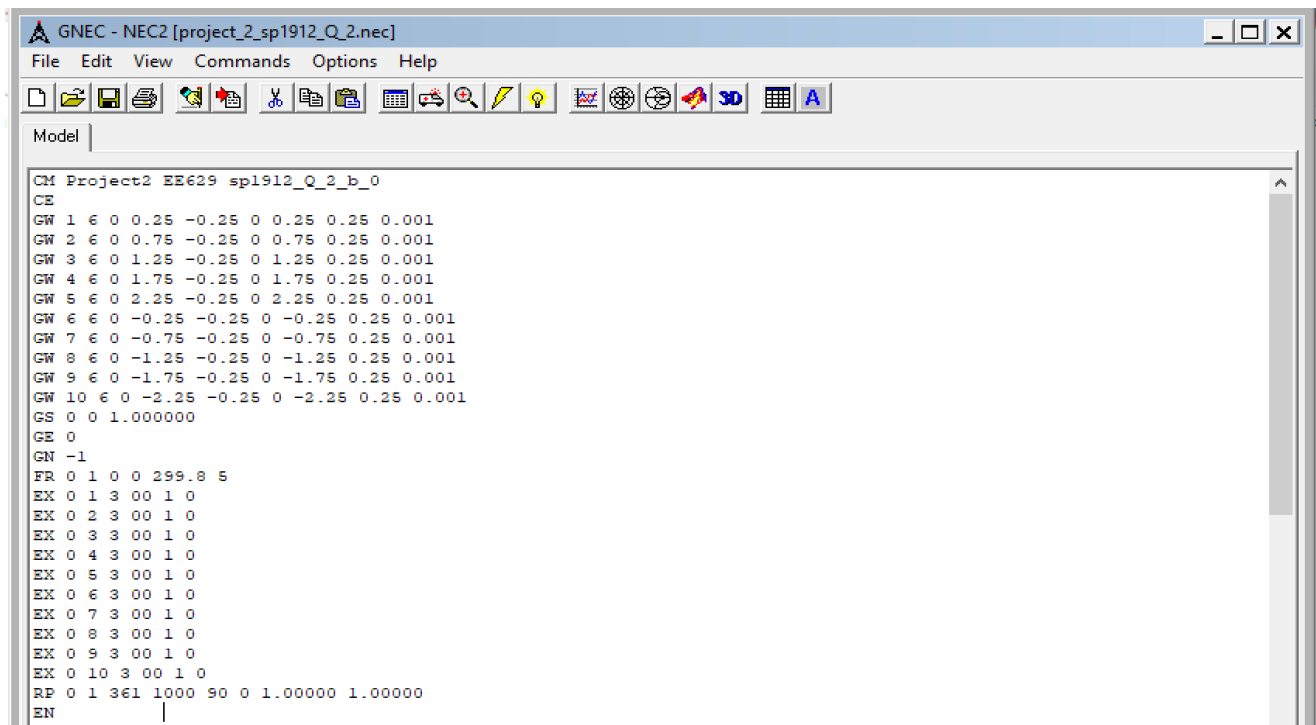 GNEC - NEC2 [project_2_sp1912_Q_2.nec]
File Edit View Commands Options Help
3D A
Model
CM Project2 EE629 sp1912_Q_2_b_0
CE
GW 1 6 0 0.25 -0.25 0 0.25 0.25 0.001
GW 2 6 0 0.75 -0.25 0 0.75 0.25 0.001
GW 3 6 0 1.25 -0.25 0 1.25 0.25 0.001
GW 4 6 0 1.75 -0.25 0 1.75 0.25 0.001
GW 5 6 0 2.25 -0.25 0 2.25 0.25 0.001
GW 6 6 0 -0.25 -0.25 0 -0.25 0.25 0.001
GW 7 6 0 -0.75 -0.25 0 -0.75 0.25 0.001
GW 8 6 0 -1.25 -0.25 0 -1.25 0.25 0.001
GW 9 6 0 -1.75 -0.25 0 -1.75 0.25 0.001
GW 10 6 0 -2.25 -0.25 0 -2.25 0.25 0.001
GS 0 0 1.000000
GE 0
GN -1
FR 0 1 0 0 299.8 5
EX 0 1 3 00 1 0
EX 0 2 3 00 1 0
EX 0 3 3 00 1 0
EX 0 4 3 00 1 0
EX 0 5 3 00 1 0
EX 0 6 3 00 1 0
EX 0 7 3 00 1 0
EX 0 8 3 00 1 0
EX 0 9 3 00 1 0
EX 0 10 3 00 1 0
RP 0 1 361 1000 90 0 1.00000 1.00000
EN